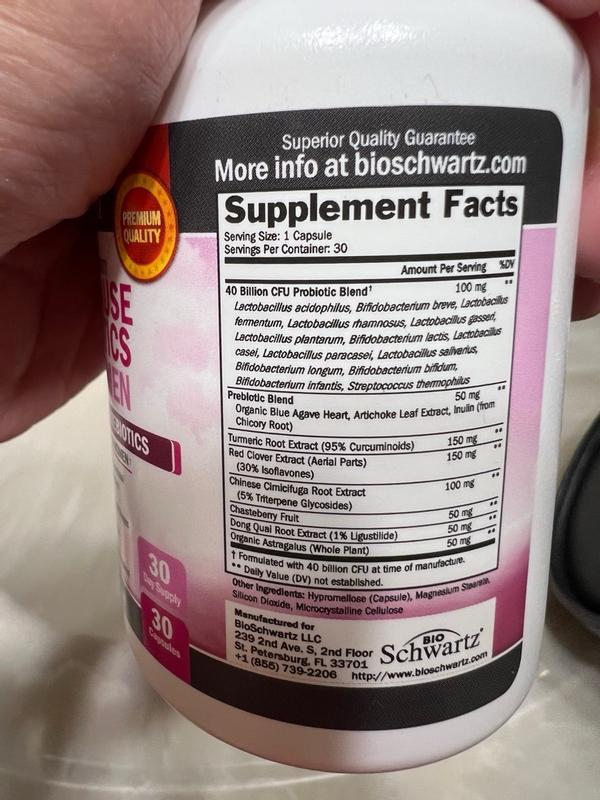 Superior Quality Guarantee
More info at bioschwartz.com
PREMIUM
QUALITY
Supplement Facts
Serving Size: 1 Capsule
Servings Per Container: 30
Amount Per Serving %DV
40 Billion CFU Probiotic Blend† 100 mg **
Lactobacillus acidophilus, Bifidobacterium breve, Lactobacillus
fermentum, Lactobacillus rhamnosus, Lactobacillus gasseri,
Lactobacillus plantarum, Bifidobacterium lactis, Lactobacillus
casei, Lactobacillus paracasei, Lactobacillus salivarius,
Bifidobacterium longum, Bifidobacterium bifidum,
Bifidobacterium infantis, Streptococcus thermophilus
Prebiotic Blend 50 mg **
Organic Blue Agave Heart, Artichoke Leaf Extract, Inulin (from
Chicory Root)
Turmeric Root Extract (95% Curcuminoids) 150 mg **
Red Clover Extract (Aerial Parts) 150 mg **
(30% Isoflavones)
Chinese Cimicifuga Root Extract 100 mg **
(5% Triterpene Glycosides)
Chasteberry Fruit 50 mg **
Dong Quai Root Extract (1% Ligustilide) 50 mg **
Organic Astragalus (Whole Plant) 50 mg **
† Formulated with 40 billion CFU at time of manufacture.
** Daily Value (DV) not established.
Other Ingredients: Hypromellose (Capsule), Magnesium Stearate,
Silicon Dioxide, Microcrystalline Cellulose
Manufactured for
BioSchwartz LLC
239 2nd Ave. S, 2nd Floor
St. Petersburg, FL 33701
+1 (855) 739-2206 http://www.bioschwartz.com
BIO
Schwartz®
USE
ICS
EN
BIOTICS
30
Day Supply
30
Capsules